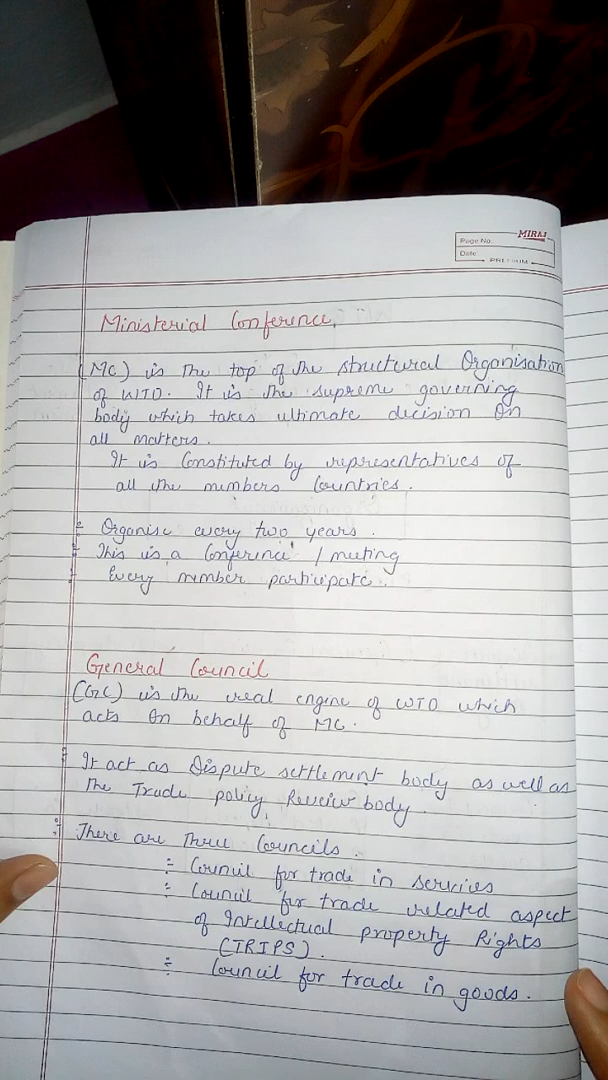 MIRAJ
Page No.
Date:
PREMIUM
Ministerial Conference.
(MC) is the top of the structural Organisation
of WTO. It is the supreme governing
body which takes ultimate decision On
all matters.
It is Constituted by representatives of
all the members Countries.
Organise every two years.
This is a Conference / meeting
Every member participate.
General Council
(GC) is the real engine of WTO which
acts On behalf of MC.
It act as Dispute settlement body as well as
The Trade policy Review body.
There are Three Councils.
÷ Council for trade in services
÷ Council for trade related aspect
of Intellectual property Rights
(TRIPS).
÷ Council for trade in goods.